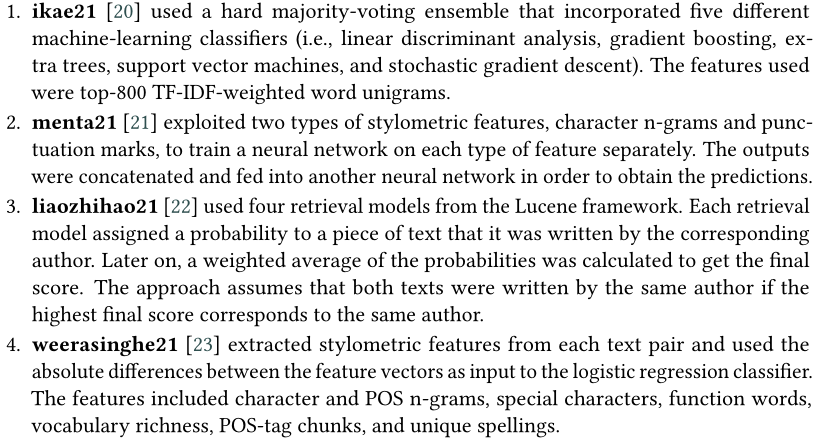 1. ikae21 [20] used a hard majority-voting ensemble that incorporated five different
machine-learning classifiers (i.e., linear discriminant analysis, gradient boosting, ex-
tra trees, support vector machines, and stochastic gradient descent). The features used
were top-800 TF-IDF-weighted word unigrams.
2. menta21 [21] exploited two types of stylometric features, character n-grams and punc-
tuation marks, to train a neural network on each type of feature separately. The outputs
were concatenated and fed into another neural network in order to obtain the predictions.
3. liaozhihao21 [22] used four retrieval models from the Lucene framework. Each retrieval
model assigned a probability to a piece of text that it was written by the corresponding
author. Later on, a weighted average of the probabilities was calculated to get the final
score. The approach assumes that both texts were written by the same author if the
highest final score corresponds to the same author.
4. weerasinghe21 [23] extracted stylometric features from each text pair and used the
absolute differences between the feature vectors as input to the logistic regression classifier.
The features included character and POS n-grams, special characters, function words,
vocabulary richness, POS-tag chunks, and unique spellings.